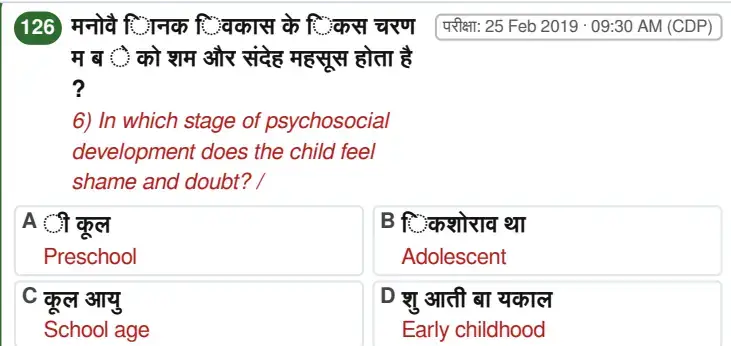 126 मनोवै िानक िवकास के िकस चरण परीक्षा: 25 Feb 2019 · 09:30 AM (CDP)
म ब े को शम और संदेह महसूस होता है
?
6) In which stage of psychosocial
development does the child feel
shame and doubt? /
A ी कूल B िकशोराव था
Preschool Adolescent
C कूल आयु D शु आती बा यकाल
School age Early childhood